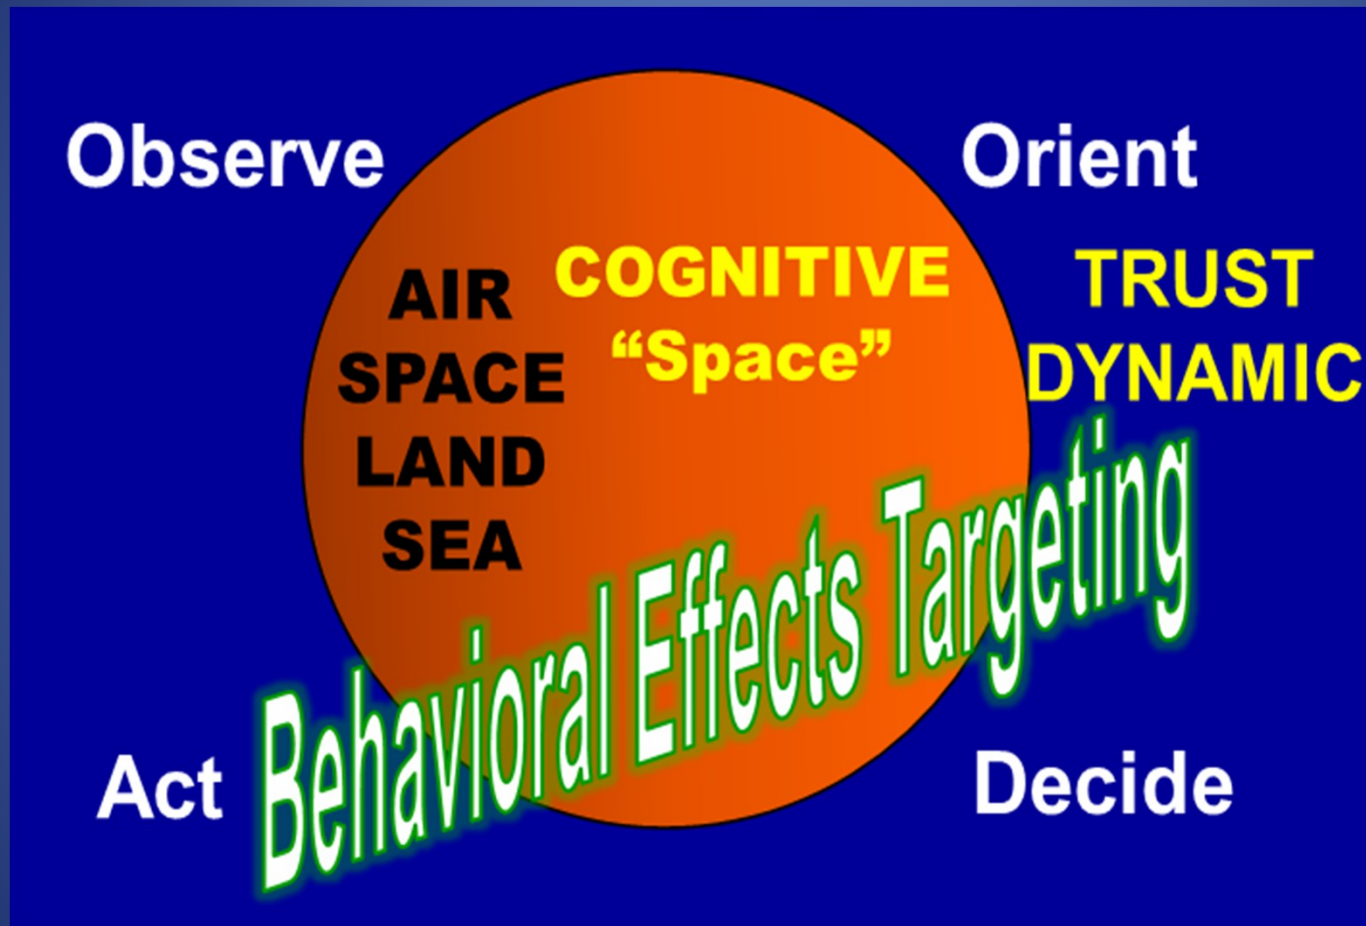 Observe
Orient
AIR
SPACE
LAND
SEA
COGNITIVE
“Space”
TRUST
DYNAMIC
Behavioral Effects Targeting
Act
Decide